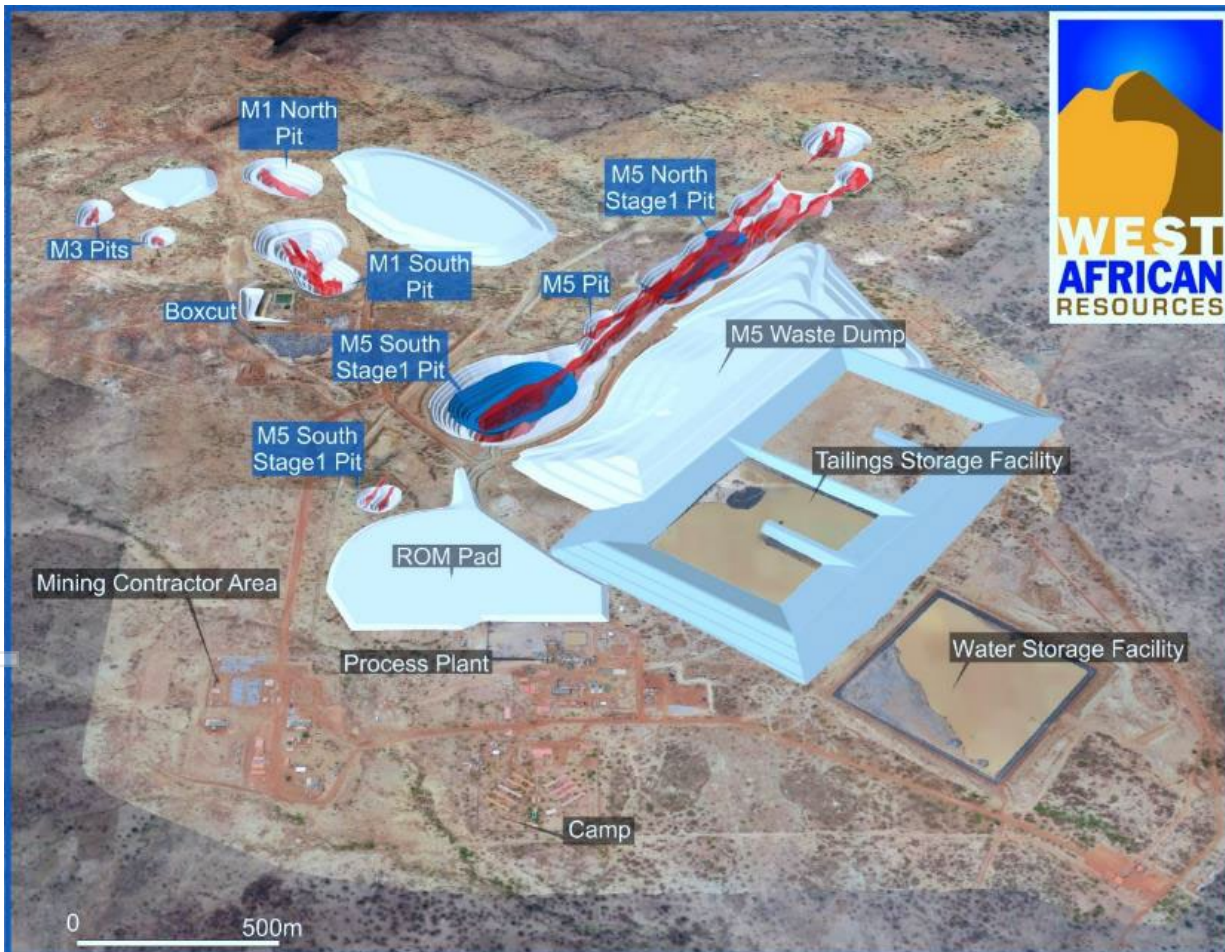 M1 North
Pit
M5 North
Stage1 Pit
M3 Pits
M1 South
Pit
Boxcut
M5 Pit
M5 South
Stage1 Pit
M5 Waste Dump
M5 South
Stage1 Pit
Tailings Storage Facility
ROM Pad
Mining Contractor Area
Process Plant
Water Storage Facility
Camp
0 500m
WEST
AFRICAN
RESOURCES